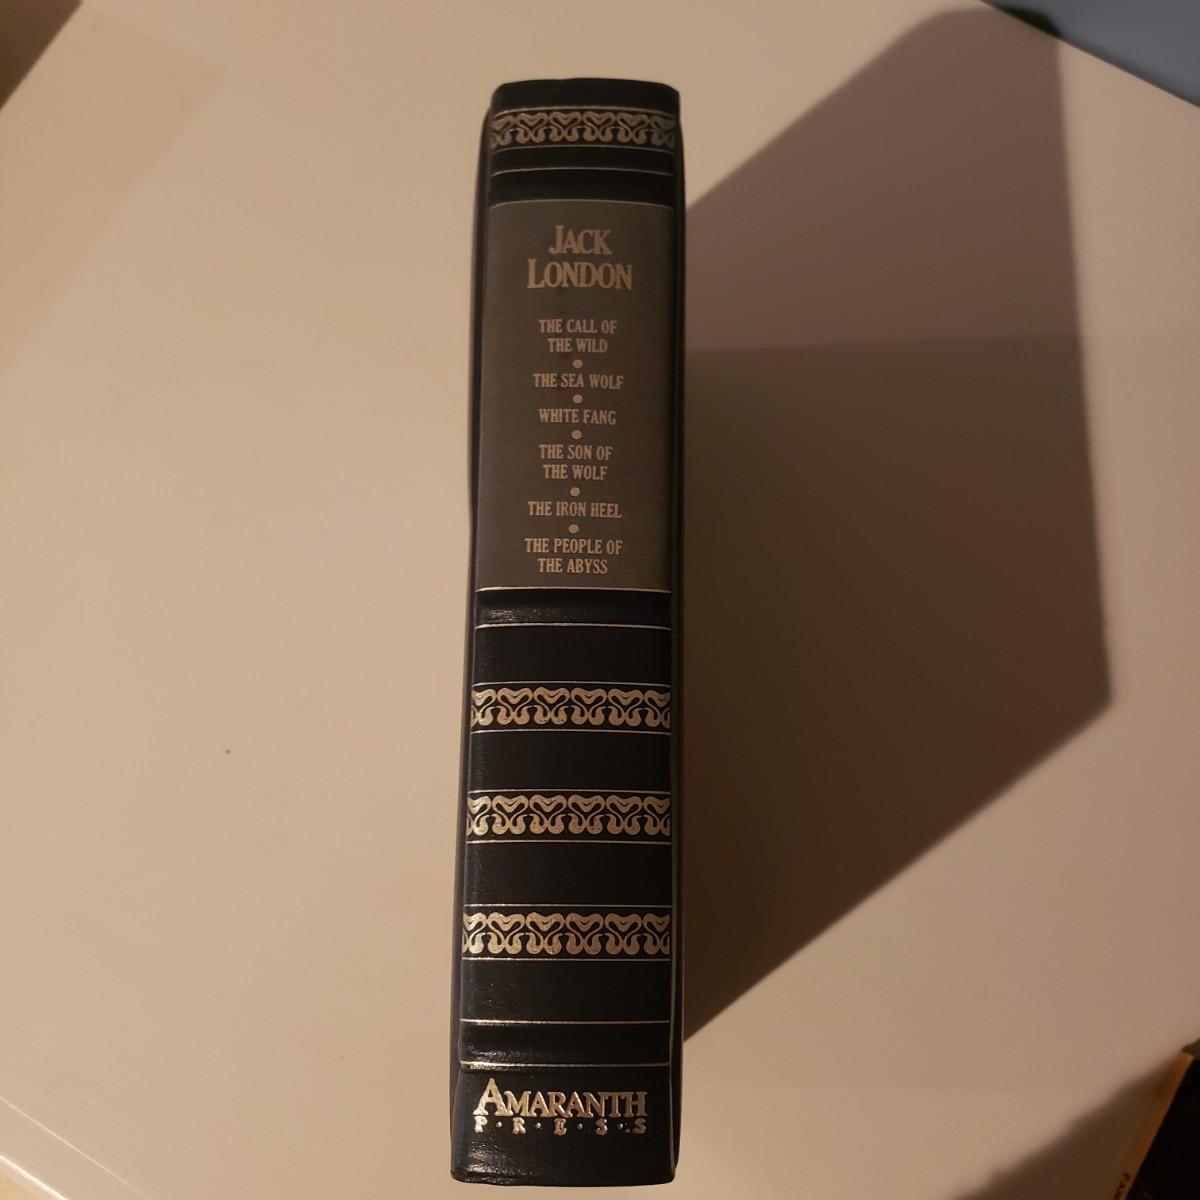 JACK
LONDON
THE CALL OF
THE WILD
THE SEA WOLF
WHITE FANG
THE SON OF
THE WOLF
THE IRON HEEL
THE PEOPLE OF
THE ABYSS
AMARANTH
P·R·E·S·S